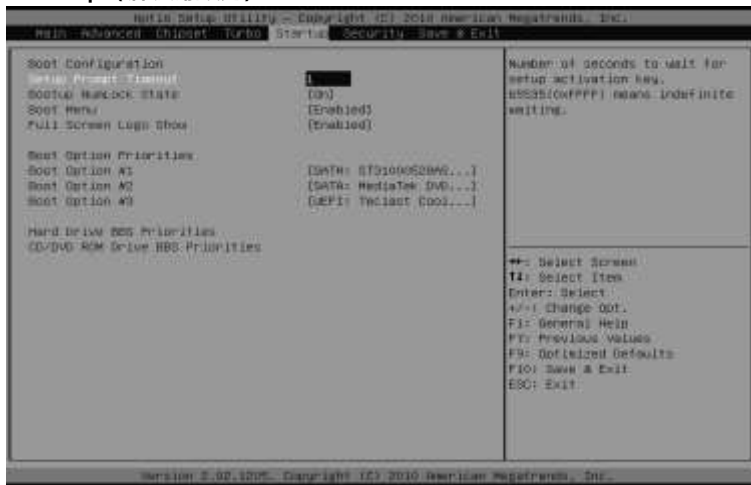 Aptio Setup Utility - Copyright (C) 2010 American Megatrends, Inc.
Main Advanced Chipset Turbo Startup Security Save & Exit
Boot Configuration
Setup Prompt Timeout 1
Bootup NumLock State [On]
Boot Menu [Enabled]
Full Screen Logo Show [Enabled]
Boot Option Priorities
Boot Option #1 [SATA: ST31000528AS...]
Boot Option #2 [SATA: MediaTek DVD...]
Boot Option #3 [UEFI: Teclast Cool...]
Hard Drive BBS Priorities
CD/DVD ROM Drive BBS Priorities
Number of seconds to wait for
setup activation key.
65535(0xFFFF) means indefinite
waiting.
↔: Select Screen
↑↓: Select Item
Enter: Select
+/-: Change Opt.
F1: General Help
F7: Previous Values
F9: Optimized Defaults
F10: Save & Exit
ESC: Exit
Version 2.02.1205. Copyright (C) 2010 American Megatrends, Inc.